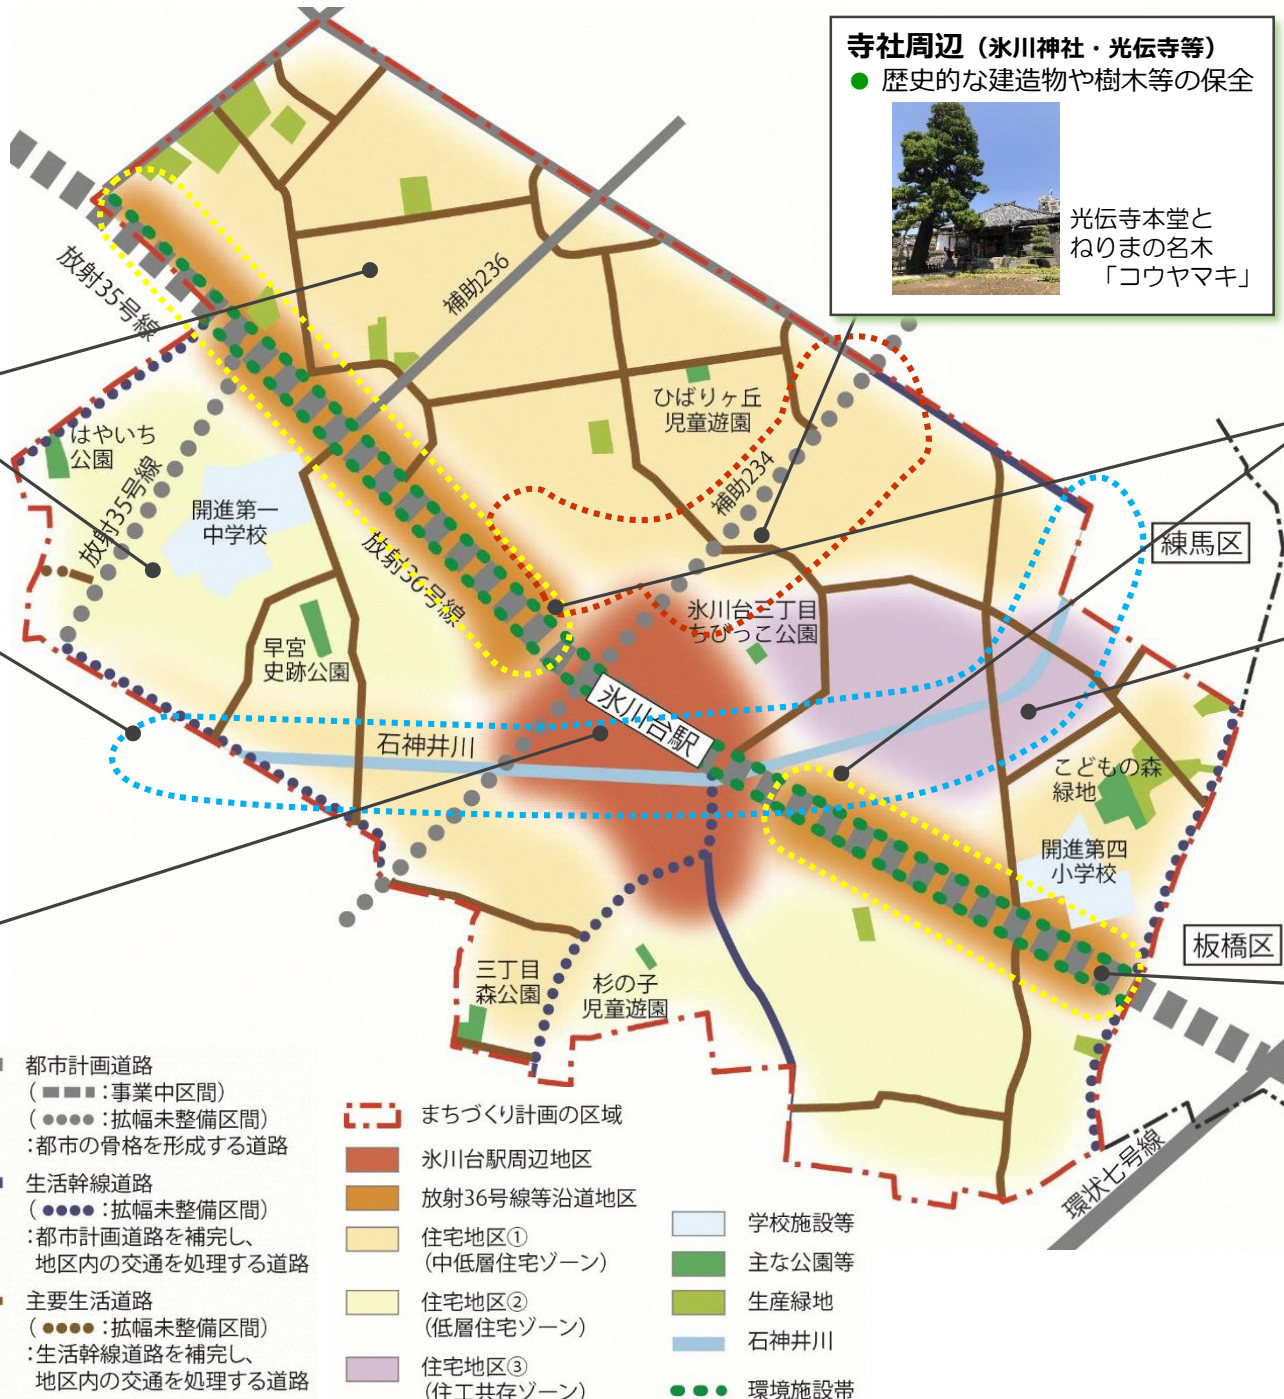 寺社周辺（氷川神社・光伝寺等）
● 歴史的な建造物や樹木等の保全
光伝寺本堂と
ねりまの名木
「コウヤマキ」
放射35号線
補助236
ひばりヶ丘
児童遊園
はやいち
公園
放射35号線
開進第一
中学校
補助234
放射36号線
練馬区
氷川台三丁目
ちびっこ公園
早宮
史跡公園
氷川台駅
石神井川
こどもの森
緑地
開進第四
小学校
板橋区
三丁目
森公園
杉の子
児童遊園
環状七号線
都市計画道路
（　：事業中区間）
（　：拡幅未整備区間）
：都市の骨格を形成する道路
生活幹線道路
（　：拡幅未整備区間）
：都市計画道路を補完し、
地区内の交通を処理する道路
主要生活道路
（　：拡幅未整備区間）
：生活幹線道路を補完し、
地区内の交通を処理する道路
まちづくり計画の区域
氷川台駅周辺地区
放射36号線等沿道地区
住宅地区①
（中低層住宅ゾーン）
住宅地区②
（低層住宅ゾーン）
住宅地区③
（住工共存ゾーン）
学校施設等
主な公園等
生産緑地
石神井川
環境施設帯